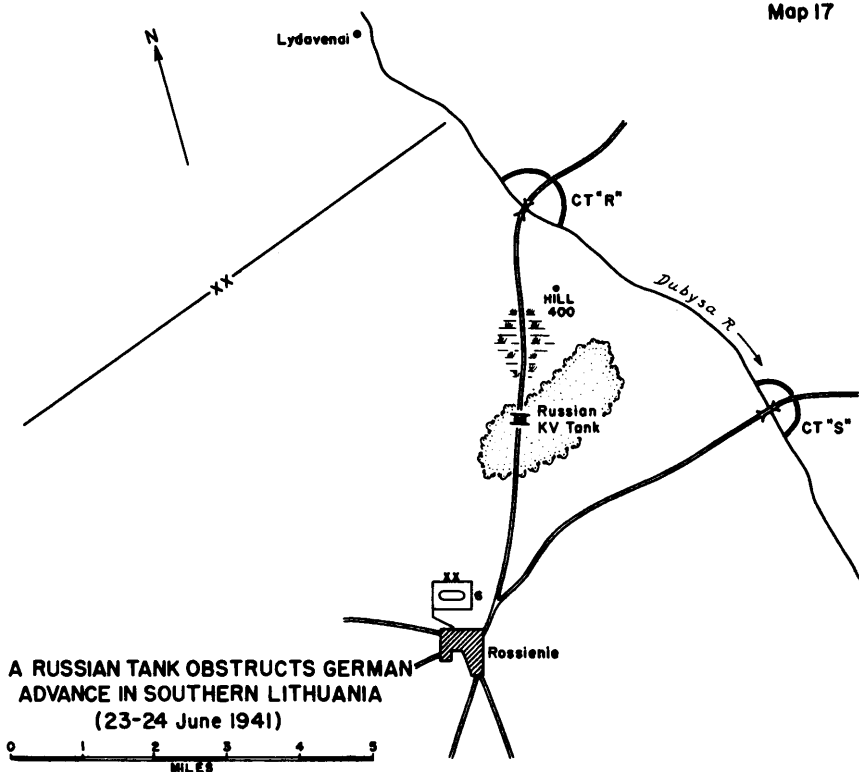 Map 17
N
Lydavenai
CT "R"
XX
HILL
400
Dubysa R
Russian
KV Tank
CT "S"
XX
6
Rossienie
A RUSSIAN TANK OBSTRUCTS GERMAN
ADVANCE IN SOUTHERN LITHUANIA
(23-24 June 1941)
0 1 2 3 4 5
MILES